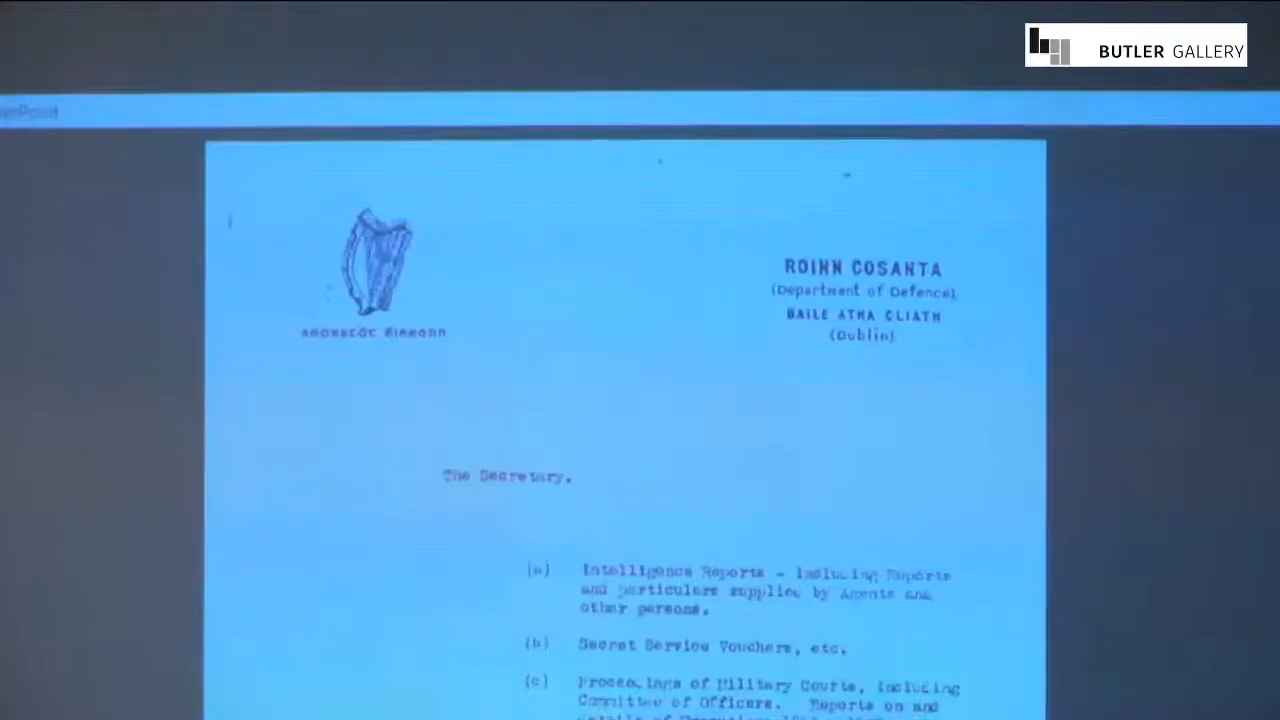 BUTLER GALLERY
ROINN COSANTA
(Department of Defence)
BAILE ATHA CLIATH
(Dublin)
The Secretary.
(a) Intelligence Reports - including Reports
and particulars supplied by Agents and
other persons.
(b) Secret Service Vouchers, etc.
(c) Proceedings of Military Courts, including
Committee of Officers. Reports on and